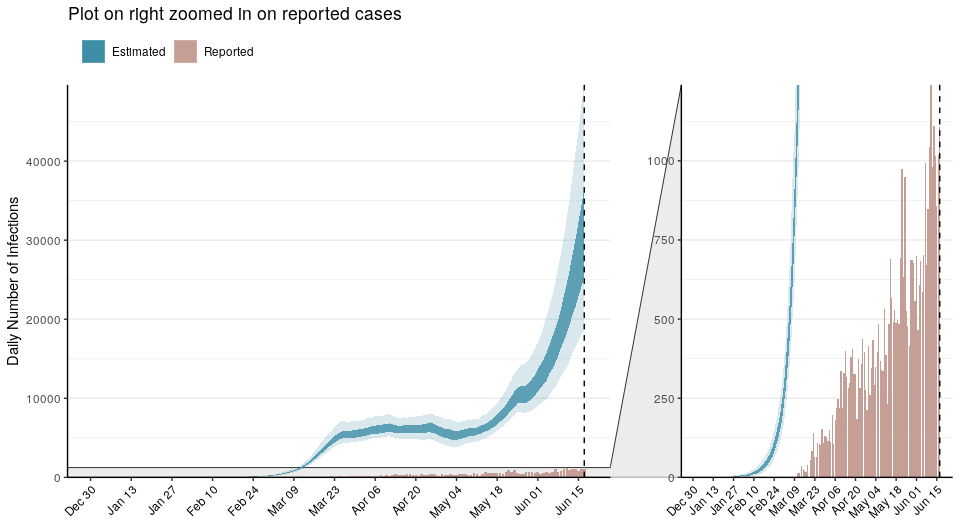 Plot on right zoomed in on reported cases
Estimated Reported
Daily Number of Infections
40000
30000
20000
10000
0
Dec 30 Jan 13 Jan 27 Feb 10 Feb 24 Mar 09 Mar 23 Apr 06 Apr 20 May 04 May 18 Jun 01 Jun 15
1000
750
500
250
0
Dec 30 Jan 13 Jan 27 Feb 10 Feb 24 Mar 09 Mar 23 Apr 06 Apr 20 May 04 May 18 Jun 01 Jun 15